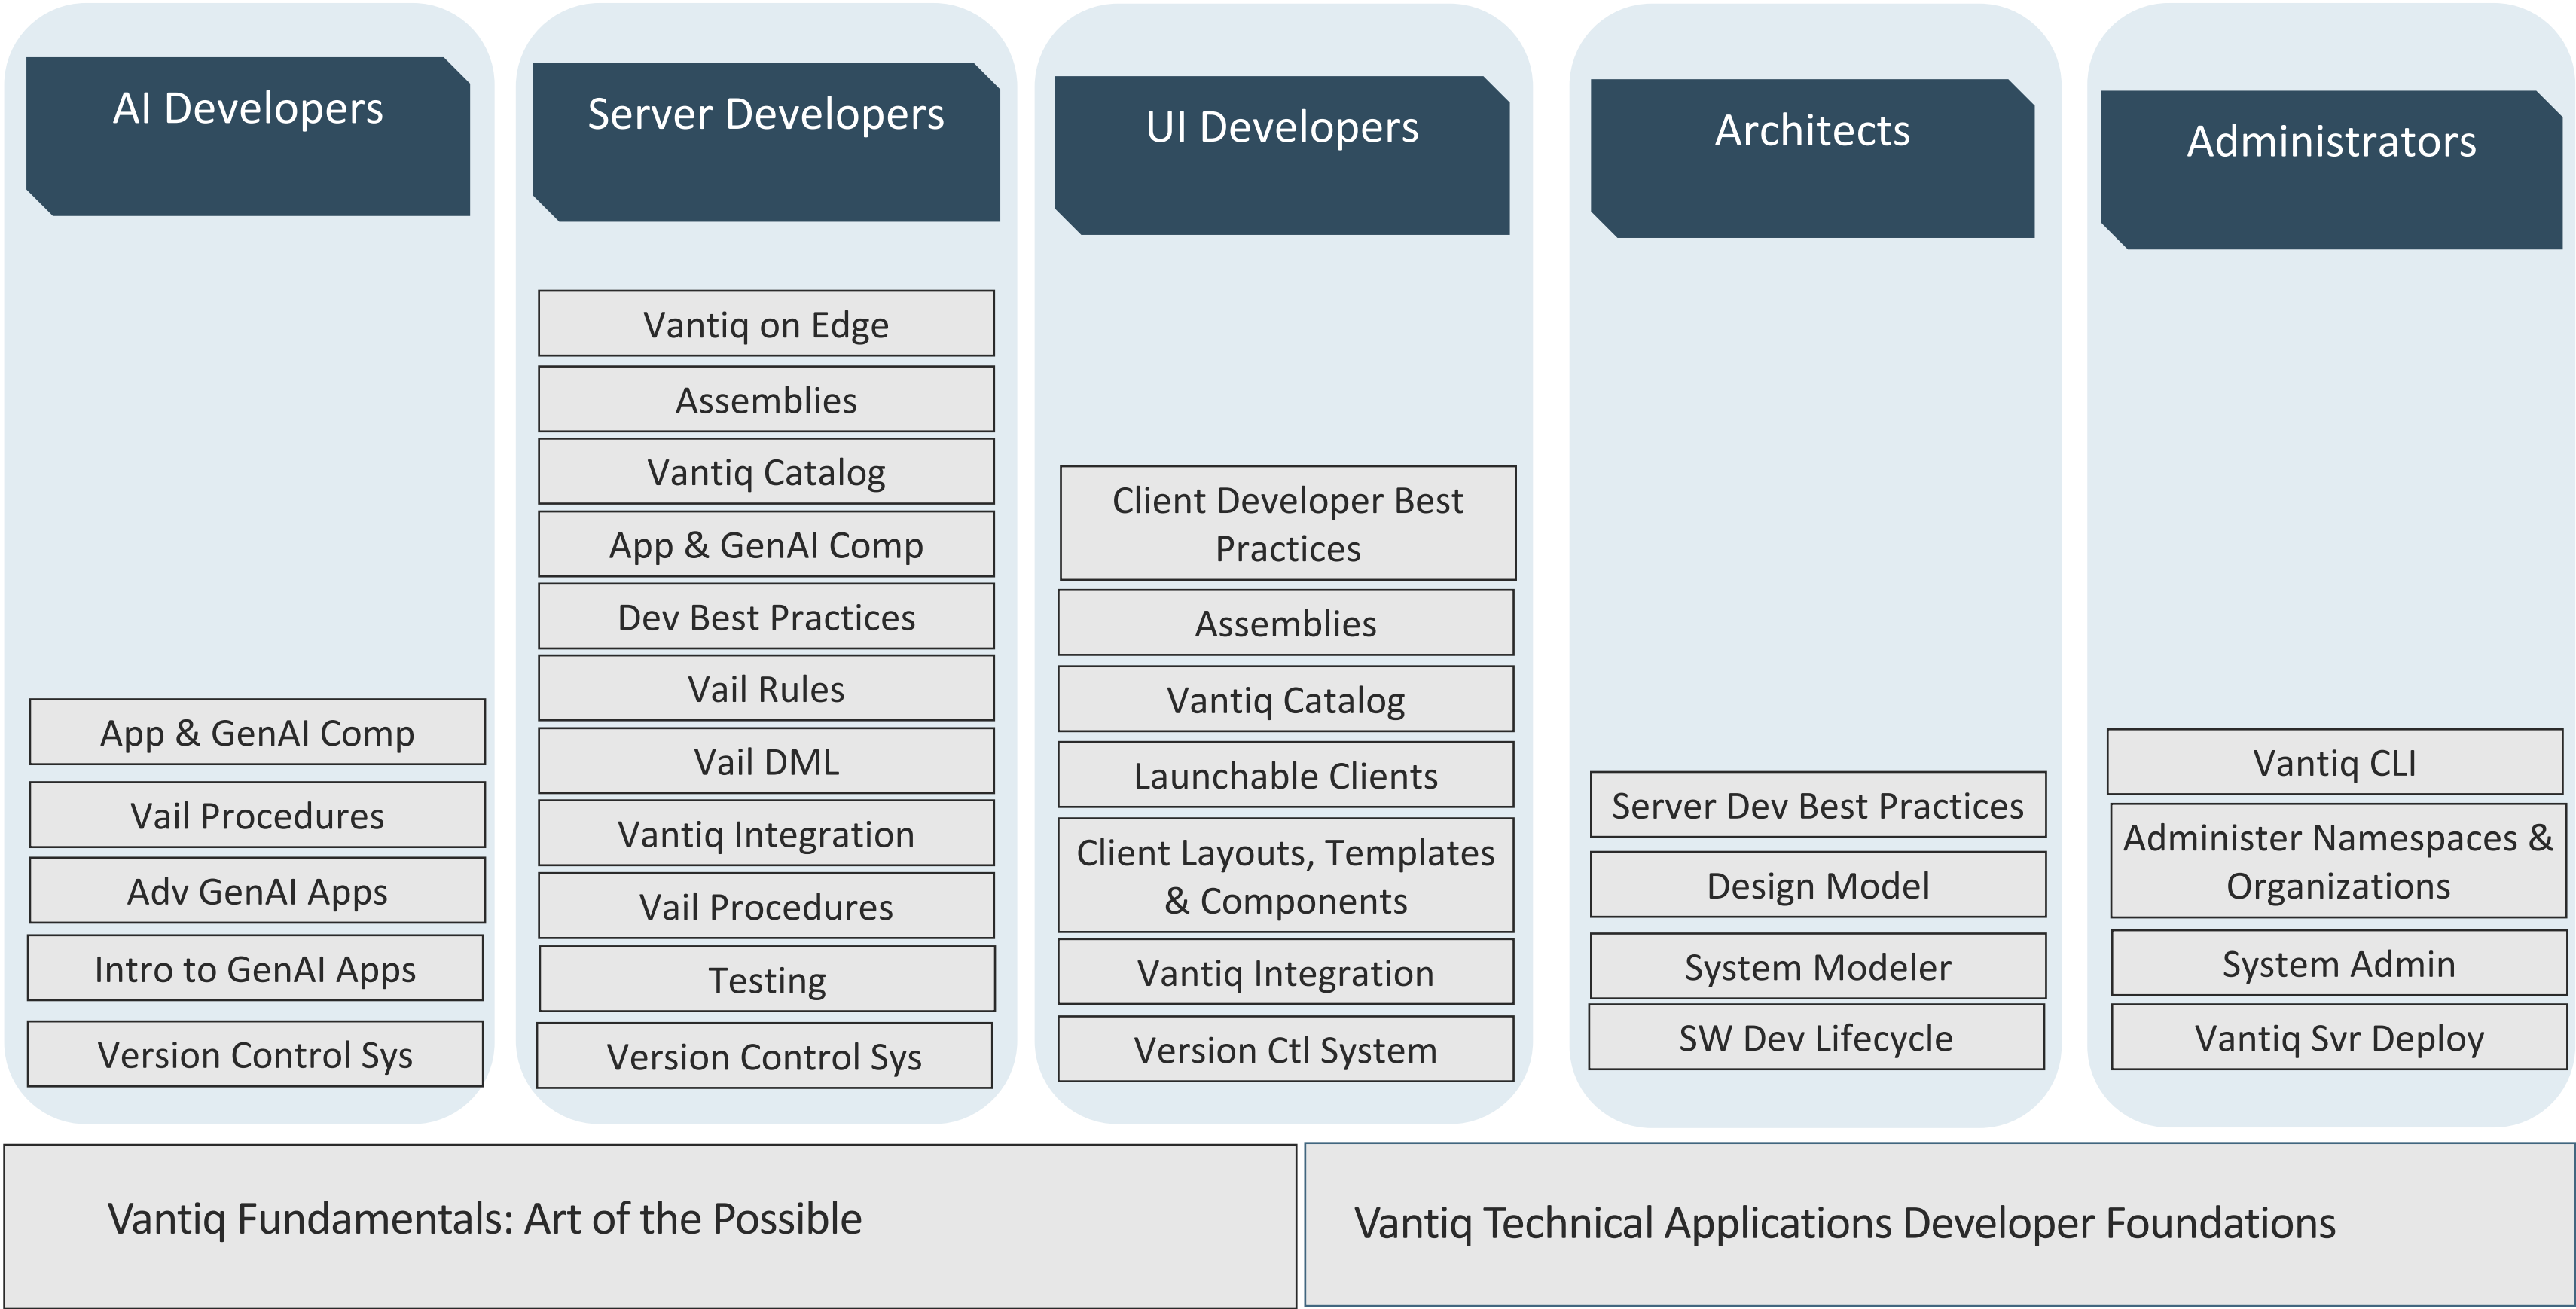 AI Developers
App & GenAI Comp
Vail Procedures
Adv GenAI Apps
Intro to GenAI Apps
Version Control Sys
Server Developers
Vantiq on Edge
Assemblies
Vantiq Catalog
App & GenAI Comp
Dev Best Practices
Vail Rules
Vail DML
Vantiq Integration
Vail Procedures
Testing
Version Control Sys
UI Developers
Client Developer Best
Practices
Assemblies
Vantiq Catalog
Launchable Clients
Client Layouts, Templates
& Components
Vantiq Integration
Version Ctl System
Architects
Server Dev Best Practices
Design Model
System Modeler
SW Dev Lifecycle
Administrators
Vantiq CLI
Administer Namespaces &
Organizations
System Admin
Vantiq Svr Deploy
Vantiq Fundamentals: Art of the Possible
Vantiq Technical Applications Developer Foundations